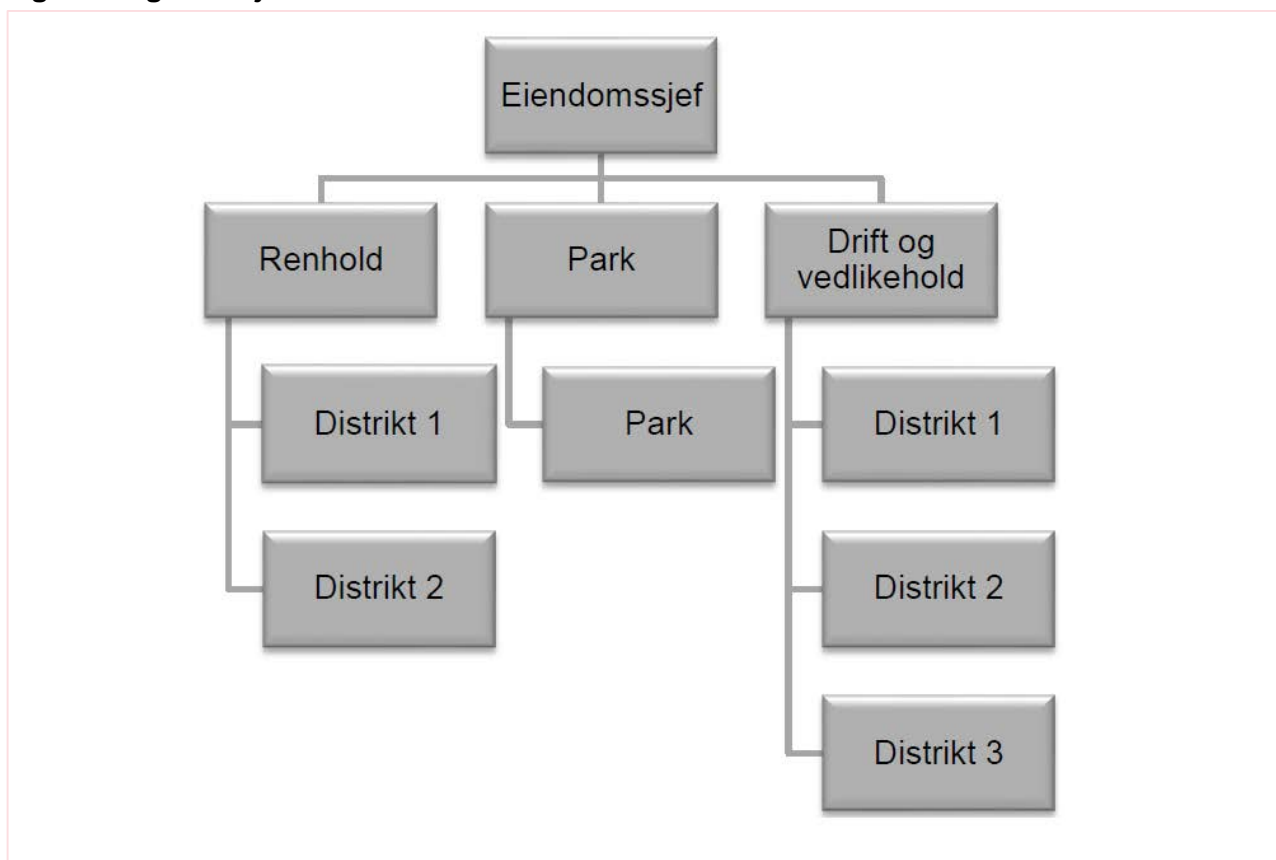 Eiendomssjef
Renhold
Park
Drift og
vedlikehold
Distrikt 1
Park
Distrikt 1
Distrikt 2
Distrikt 2
Distrikt 3